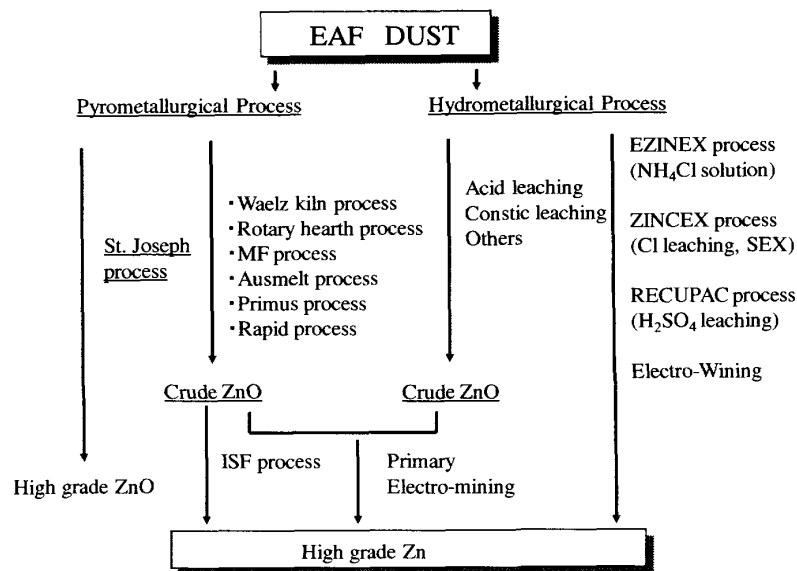 EAF DUST
Pyrometallurgical Process
Hydrometallurgical Process
St. Joseph
process
・Waelz kiln process
・Rotary hearth process
・MF process
・Ausmelt process
・Primus process
・Rapid process
Acid leaching
Constic leaching
Others
EZINEX process
(NH4Cl solution)
ZINCEX process
(Cl leaching, SEX)
RECUPAC process
(H2SO4 leaching)
Electro-Wining
Crude ZnO
Crude ZnO
High grade ZnO
ISF process
Primary
Electro-mining
High grade Zn